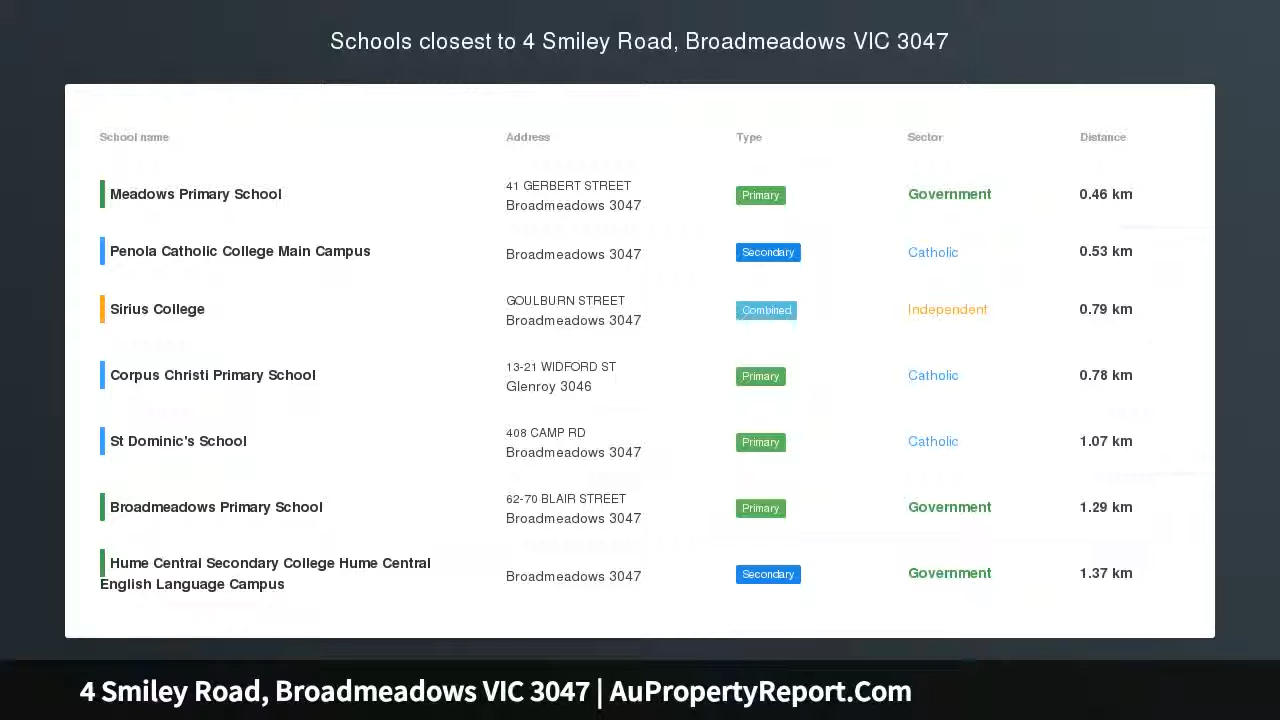 Schools closest to 4 Smiley Road, Broadmeadows VIC 3047
School name Address Type Sector Distance
Meadows Primary School 41 GERBERT STREET Broadmeadows 3047 Primary Government 0.46 km
Penola Catholic College Main Campus Broadmeadows 3047 Secondary Catholic 0.53 km
Sirius College GOULBURN STREET Broadmeadows 3047 Combined Independent 0.79 km
Corpus Christi Primary School 13-21 WIDFORD ST Glenroy 3046 Primary Catholic 0.78 km
St Dominic's School 408 CAMP RD Broadmeadows 3047 Primary Catholic 1.07 km
Broadmeadows Primary School 62-70 BLAIR STREET Broadmeadows 3047 Primary Government 1.29 km
Hume Central Secondary College Hume Central
English Language Campus Broadmeadows 3047 Secondary Government 1.37 km
4 Smiley Road, Broadmeadows VIC 3047 | AuPropertyReport.Com